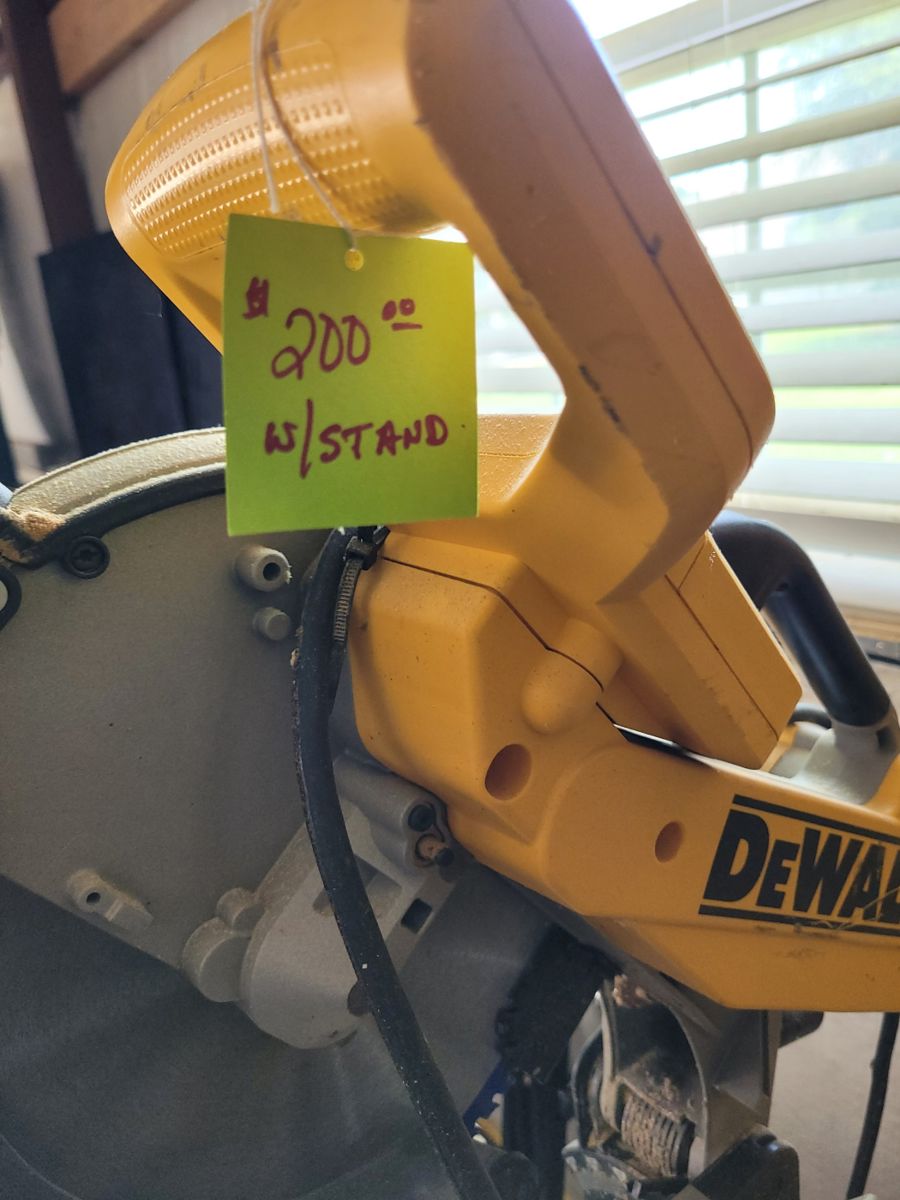 $200.00
W/STAND
DEWAL